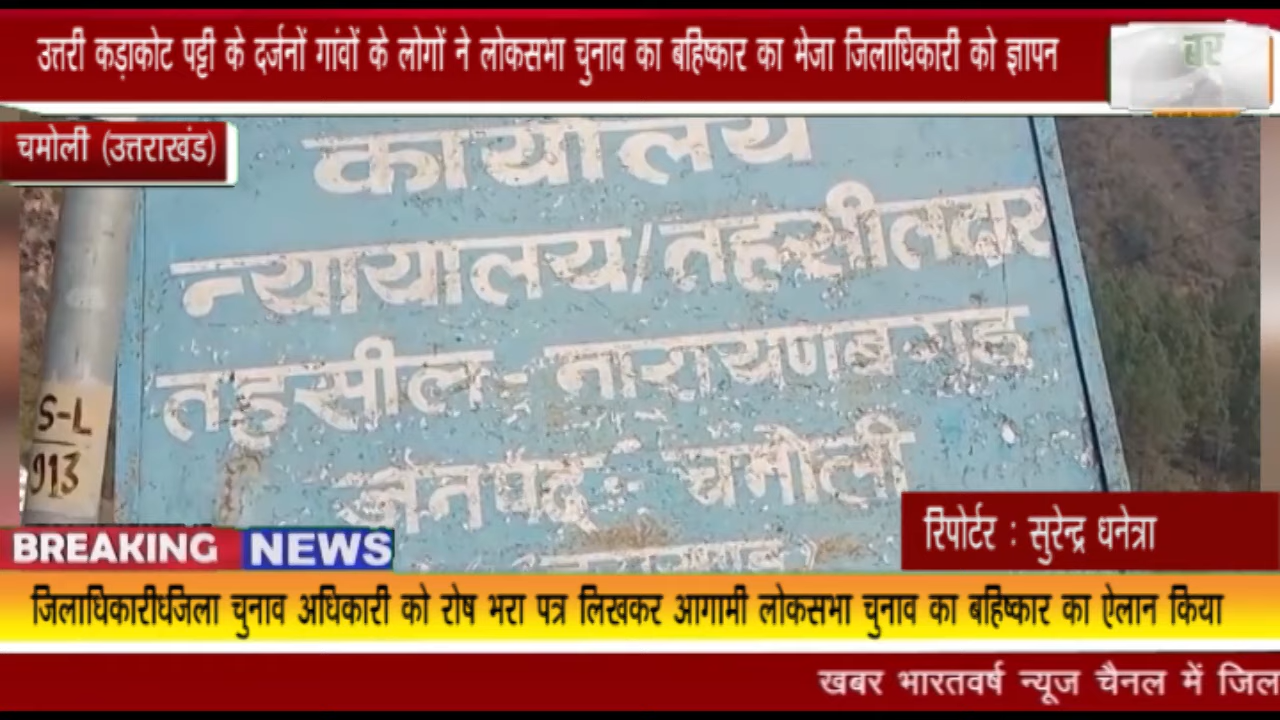 उत्तरी कड़ाकोट पट्टी के दर्जनों गांवों के लोगों ने लोकसभा चुनाव का बहिष्कार का भेजा जिलाधिकारी को ज्ञापन
चमोली (उत्तराखंड)
कार्यालय
न्यायालय/तहसीलदार
तहसील:- नारायणबगड़
जनपद:- चमोली
S-L
913
रिपोर्टर : सुरेन्द्र धनेत्रा
BREAKING NEWS
जिलाधिकारीधजिला चुनाव अधिकारी को रोष भरा पत्र लिखकर आगामी लोकसभा चुनाव का बहिष्कार का ऐलान किया
खबर भारतवर्ष न्यूज चैनल में जिल